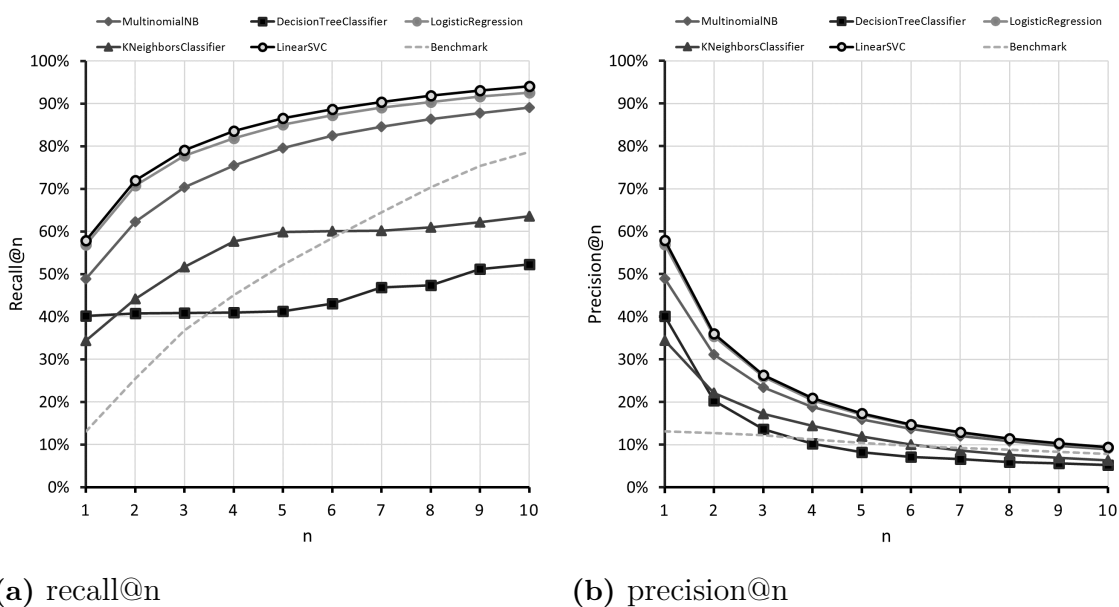 MultinomialNB DecisionTreeClassifier LogisticRegression
KNeighborsClassifier LinearSVC Benchmark
100%
90%
80%
70%
60%
50%
40%
30%
20%
10%
0%
Recall@n
1 2 3 4 5 6 7 8 9 10
n
(a) recall@n
MultinomialNB DecisionTreeClassifier LogisticRegression
KNeighborsClassifier LinearSVC Benchmark
100%
90%
80%
70%
60%
50%
40%
30%
20%
10%
0%
Precision@n
1 2 3 4 5 6 7 8 9 10
n
(b) precision@n